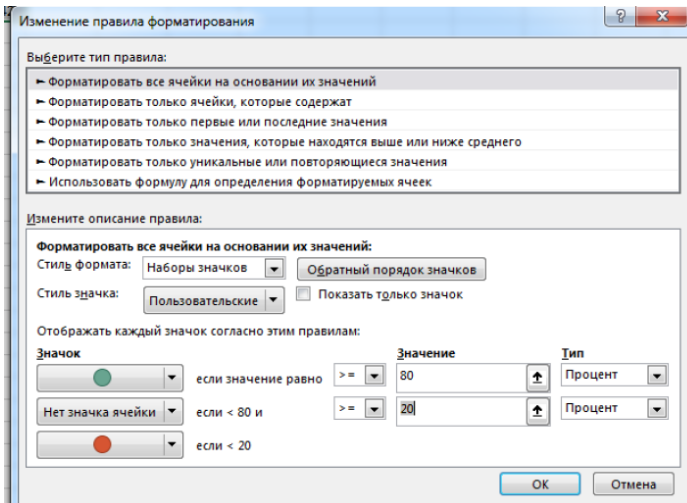 Изменение правила форматирования
Выберите тип правила:
► Форматировать все ячейки на основании их значений
► Форматировать только ячейки, которые содержат
► Форматировать только первые или последние значения
► Форматировать только значения, которые находятся выше или ниже среднего
► Форматировать только уникальные или повторяющиеся значения
► Использовать формулу для определения форматируемых ячеек
Измените описание правила:
Форматировать все ячейки на основании их значений:
Стиль формата: Наборы значков Обратный порядок значков
Стиль значка: Пользовательские Показать только значок
Отображать каждый значок согласно этим правилам:
Значок Значение Тип
если значение равно >= 80 Процент
Нет значка ячейки если < 80 и >= 20 Процент
если < 20
ОК Отмена